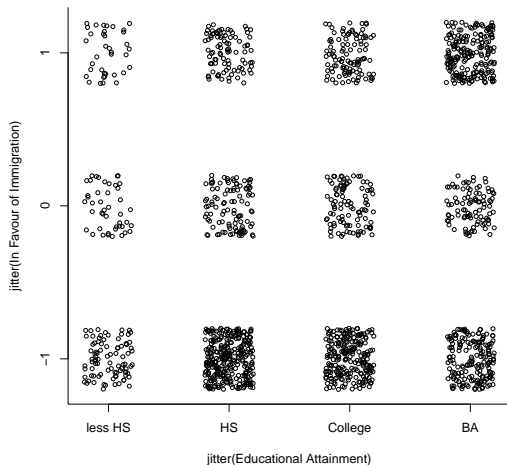 jitter(In Favour of Immigration)
1
0
−1
less HS
HS
College
BA
jitter(Educational Attainment)